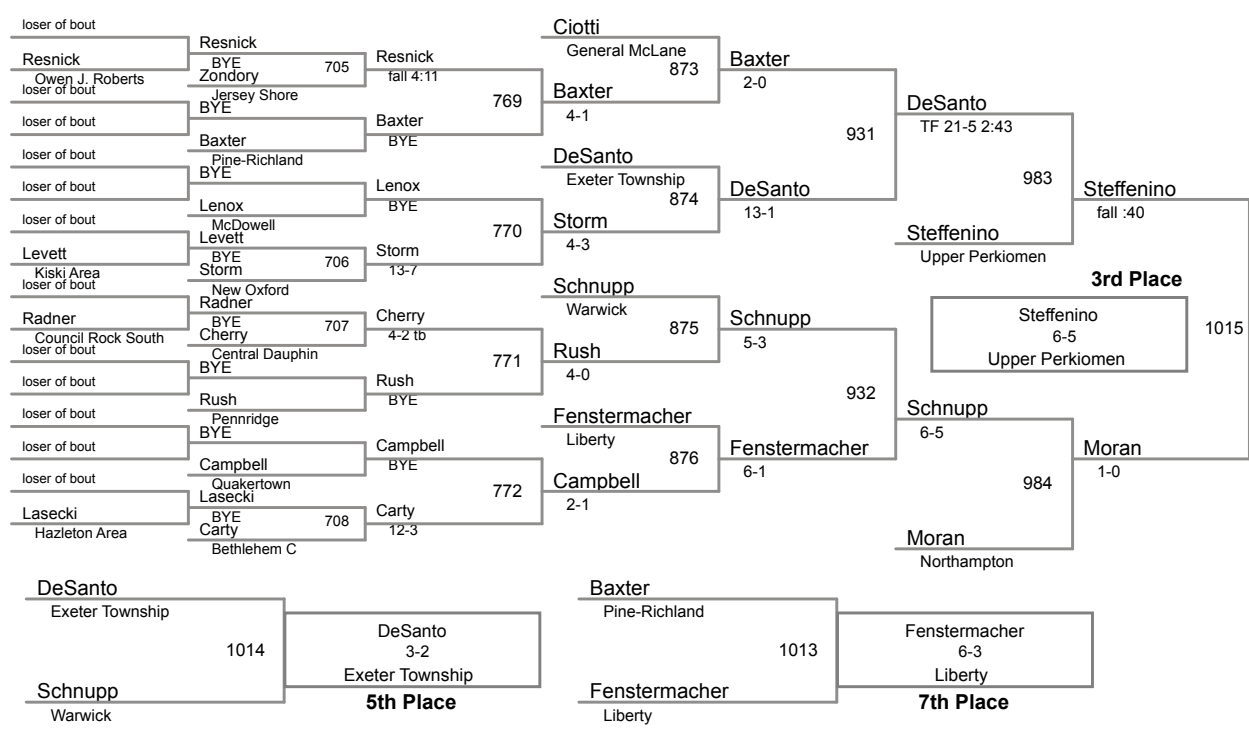 loser of bout
Resnick
Owen J. Roberts
loser of bout
loser of bout
loser of bout
loser of bout
loser of bout
Levett
Kiski Area
loser of bout
Radner
Council Rock South
loser of bout
loser of bout
loser of bout
loser of bout
loser of bout
Lasecki
Hazleton Area
Resnick
BYE
705
Zondory
Jersey Shore
BYE
Baxter
Pine-Richland
BYE
Lenox
McDowell
Levett
BYE
706
Storm
New Oxford
Radner
BYE
707
Cherry
Central Dauphin
BYE
Rush
Pennridge
BYE
Campbell
Quakertown
Lasecki
BYE
708
Carty
Bethlehem C
Resnick
fall 4:11
769
Baxter
BYE
Lenox
BYE
770
Storm
13-7
Cherry
4-2 tb
771
Rush
BYE
Campbell
BYE
772
Carty
12-3
Ciotti
General McLane
873
Baxter
4-1
DeSanto
Exeter Township
874
Storm
4-3
Schnupp
Warwick
875
Rush
4-0
Fenstermacher
Liberty
876
Campbell
2-1
Baxter
2-0
931
DeSanto
13-1
Schnupp
5-3
932
Fenstermacher
6-1
DeSanto
TF 21-5 2:43
983
Steffenino
Upper Perkiomen
Schnupp
6-5
984
Moran
Northampton
Steffenino
fall :40
3rd Place
Steffenino
6-5
Upper Perkiomen
1015
Moran
1-0
DeSanto
Exeter Township
1014
Schnupp
Warwick
DeSanto
3-2
Exeter Township
5th Place
Baxter
Pine-Richland
1013
Fenstermacher
Liberty
Fenstermacher
6-3
Liberty
7th Place